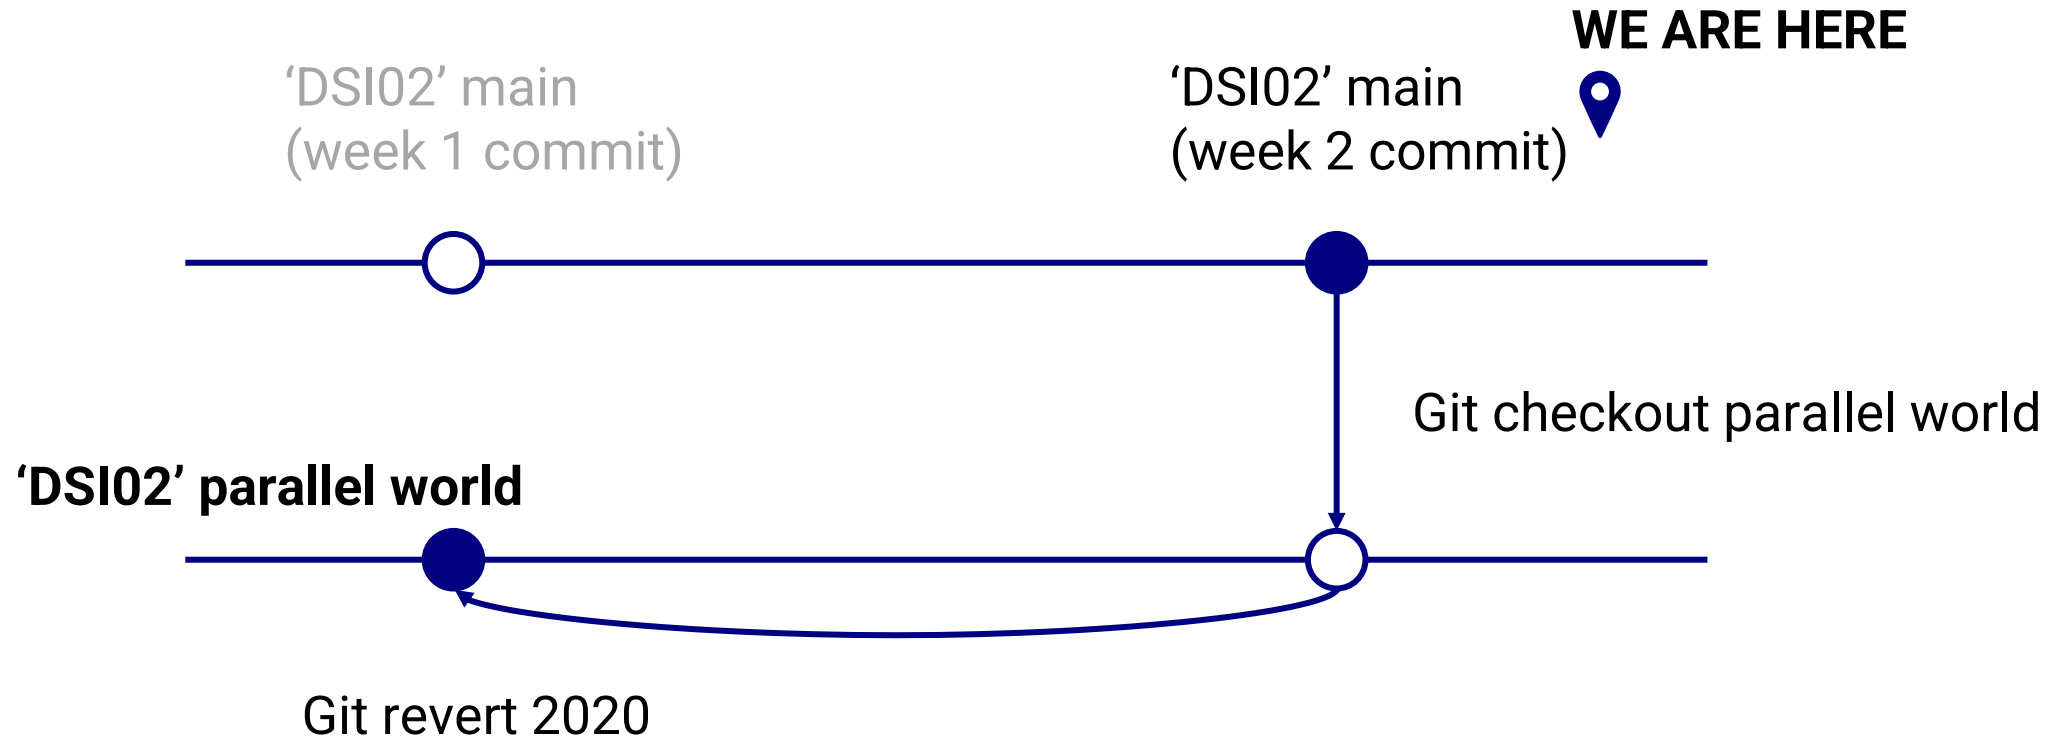 WE ARE HERE
‘DSI02’ main
(week 1 commit)
‘DSI02’ main
(week 2 commit)
Git checkout parallel world
‘DSI02’ parallel world
Git revert 2020